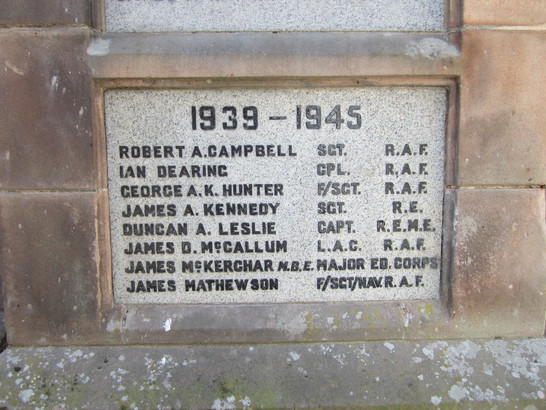 1939 – 1945
ROBERT A. CAMPBELL SGT. R.A.F.
IAN DEARING CPL. R.A.F.
GEORGE A.K. HUNTER F/SGT. R.A.F.
JAMES A. KENNEDY SGT. R.E.
DUNCAN A. LESLIE CAPT. R.E.M.E.
JAMES D. McCALLUM L.A.C. R.A.F.
JAMES McKERCHAR M.B.E. MAJOR ED. CORPS
JAMES MATHEWSON F/SGT/NAV. R.A.F.